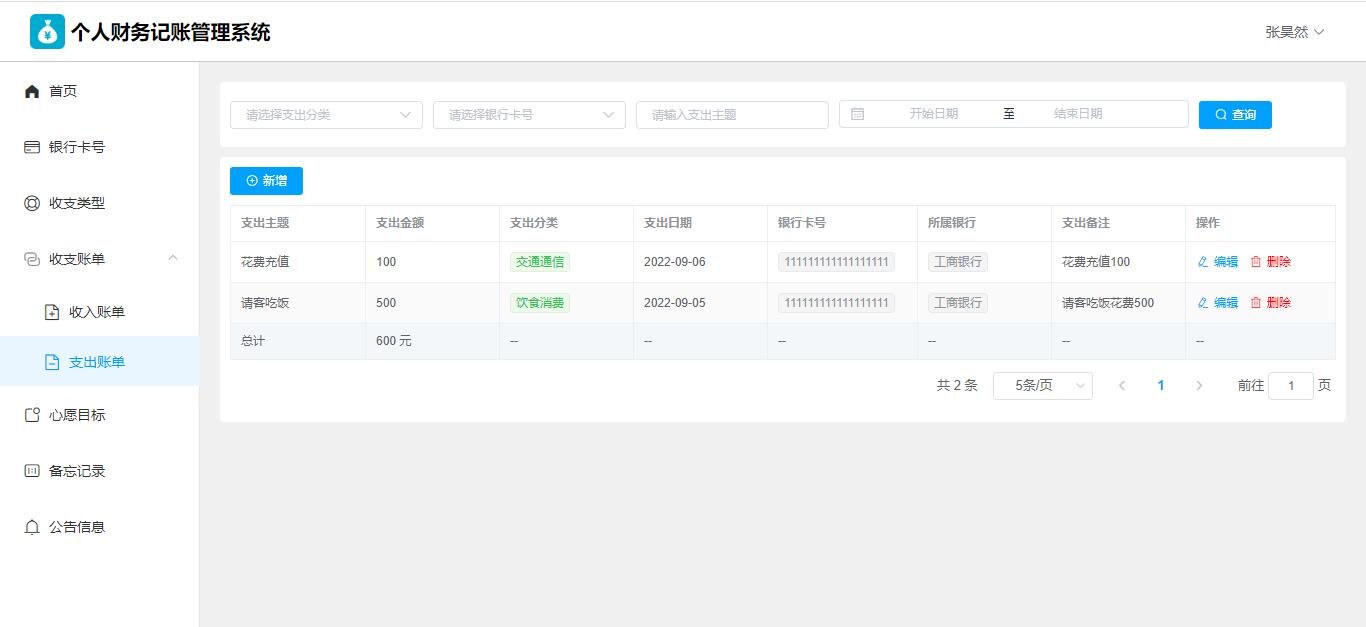 个人财务记账管理系统
张昊然
首页
银行卡号
收支类型
收支账单
收入账单
支出账单
心愿目标
备忘记录
公告信息
请选择支出分类 请选择银行卡号 请输入支出主题 开始日期 至 结束日期 查询
新增
支出主题 支出金额 支出分类 支出日期 银行卡号 所属银行 支出备注 操作
花费充值 100 交通通信 2022-09-06 1111111111111111111 工商银行 花费充值100 编辑 删除
请客吃饭 500 饮食消费 2022-09-05 1111111111111111111 工商银行 请客吃饭花费500 编辑 删除
总计 600 元 -- -- -- -- -- --
共 2 条 5条/页 1 前往 1 页